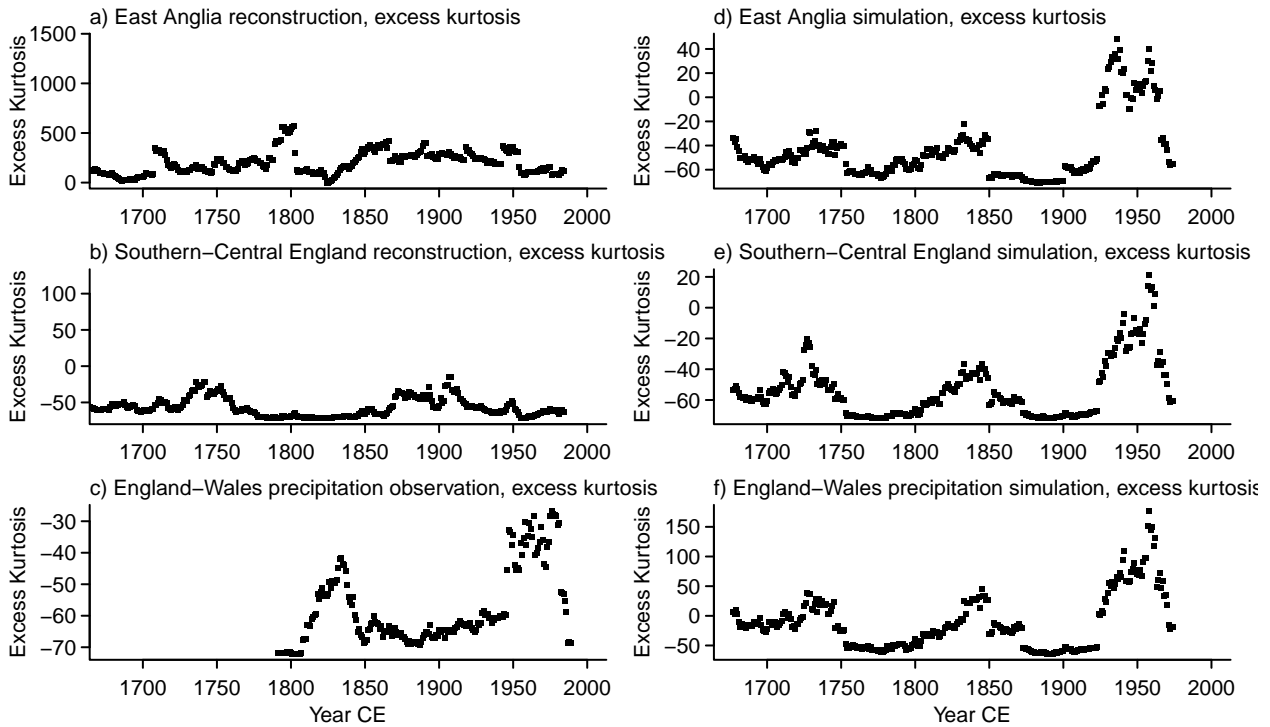 a) East Anglia reconstruction, excess kurtosis
Excess Kurtosis
1500
1000
500
0
1700 1750 1800 1850 1900 1950 2000
b) Southern−Central England reconstruction, excess kurtosis
Excess Kurtosis
100
50
0
−50
1700 1750 1800 1850 1900 1950 2000
c) England−Wales precipitation observation, excess kurtosis
Excess Kurtosis
−30
−40
−50
−60
−70
1700 1750 1800 1850 1900 1950 2000
Year CE
d) East Anglia simulation, excess kurtosis
Excess Kurtosis
40
20
0
−20
−40
−60
1700 1750 1800 1850 1900 1950 2000
e) Southern−Central England simulation, excess kurtosis
Excess Kurtosis
20
0
−20
−40
−60
1700 1750 1800 1850 1900 1950 2000
f) England−Wales precipitation simulation, excess kurtosis
Excess Kurtosis
150
100
50
0
−50
1700 1750 1800 1850 1900 1950 2000
Year CE